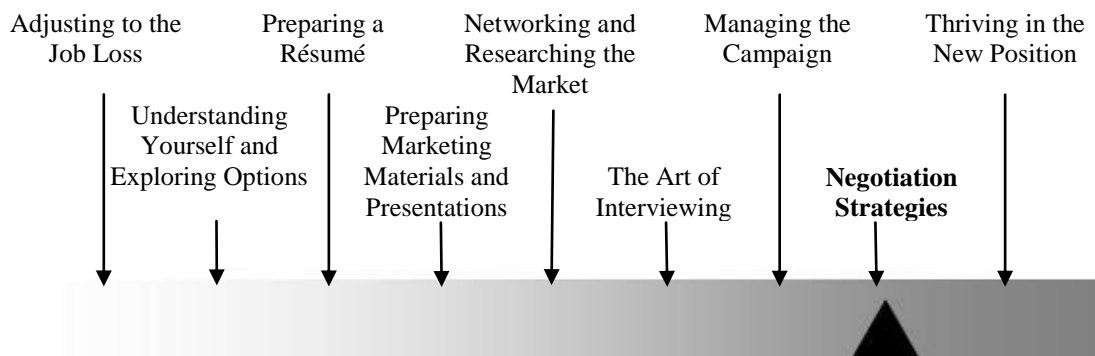 Adjusting to the
Job Loss
Understanding
Yourself and
Exploring Options
Preparing a
Résumé
Preparing
Marketing
Materials and
Presentations
Networking and
Researching the
Market
The Art of
Interviewing
Managing the
Campaign
Negotiation
Strategies
Thriving in the
New Position